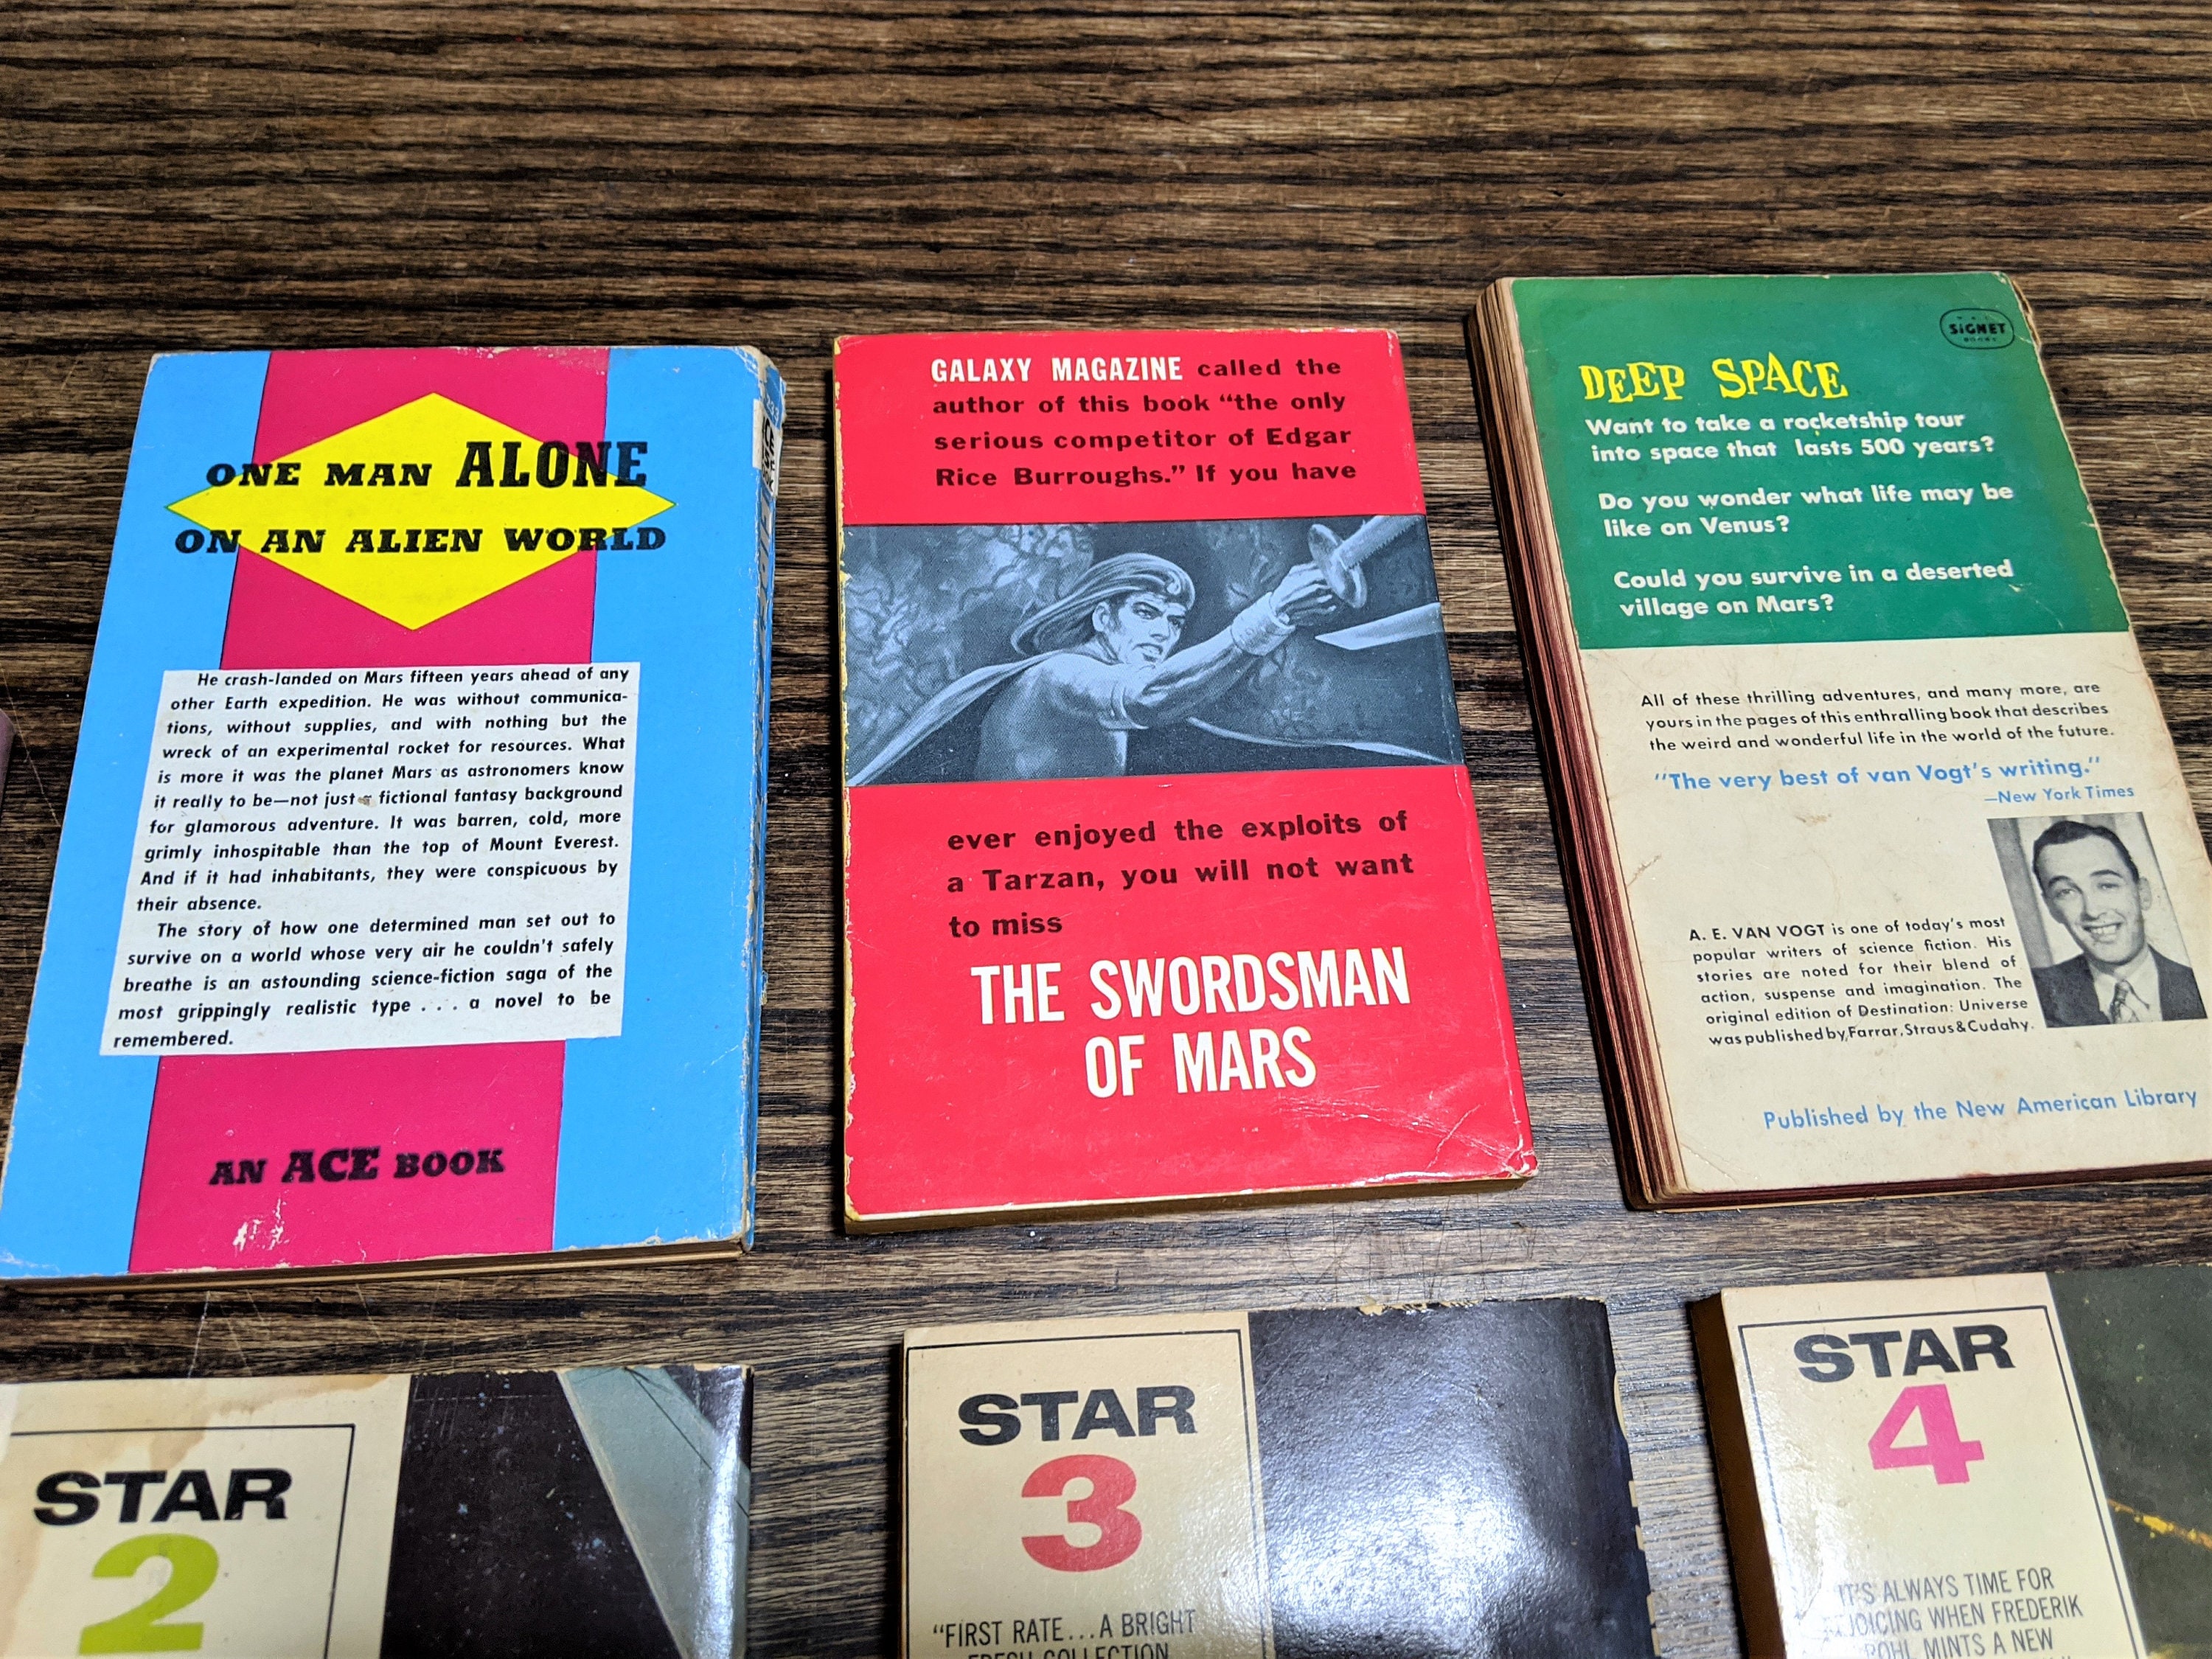 ONE MAN ALONE
ON AN ALIEN WORLD
He crash-landed on Mars fifteen years ahead of any
other Earth expedition. He was without communica-
tions, without supplies, and with nothing but the
wreck of an experimental rocket for resources. What
is more it was the planet Mars as astronomers know
it really to be—not just fictional fantasy background
for glamorous adventure. It was barren, cold, more
grimly inhospitable than the top of Mount Everest.
And if it had inhabitants, they were conspicuous by
their absence.
The story of how one determined man set out to
survive on a world whose very air he couldn't safely
breathe is an astounding science-fiction saga of the
most grippingly realistic type . . . a novel to be
remembered.
AN ACE BOOK
GALAXY MAGAZINE called the
author of this book "the only
serious competitor of Edgar
Rice Burroughs." If you have
ever enjoyed the exploits of
a Tarzan, you will not want
to miss
THE SWORDSMAN
OF MARS
SIGNET
BOOKS
DEEP SPACE
Want to take a rocketship tour
into space that lasts 500 years?
Do you wonder what life may be
like on Venus?
Could you survive in a deserted
village on Mars?
All of these thrilling adventures, and many more, are
yours in the pages of this enthralling book that describes
the weird and wonderful life in the world of the future.
"The very best of van Vogt's writing."
—New York Times
A. E. VAN VOGT is one of today's most
popular writers of science fiction. His
stories are noted for their blend of
action, suspense and imagination. The
original edition of Destination: Universe
was published by Farrar, Straus & Cudahy.
Published by the New American Library
STAR
2
STAR
3
"FIRST RATE...A BRIGHT
FRESH COLLECTION
STAR
4
IT'S ALWAYS TIME FOR
REJOICING WHEN FREDERIK
POHL MINTS A NEW